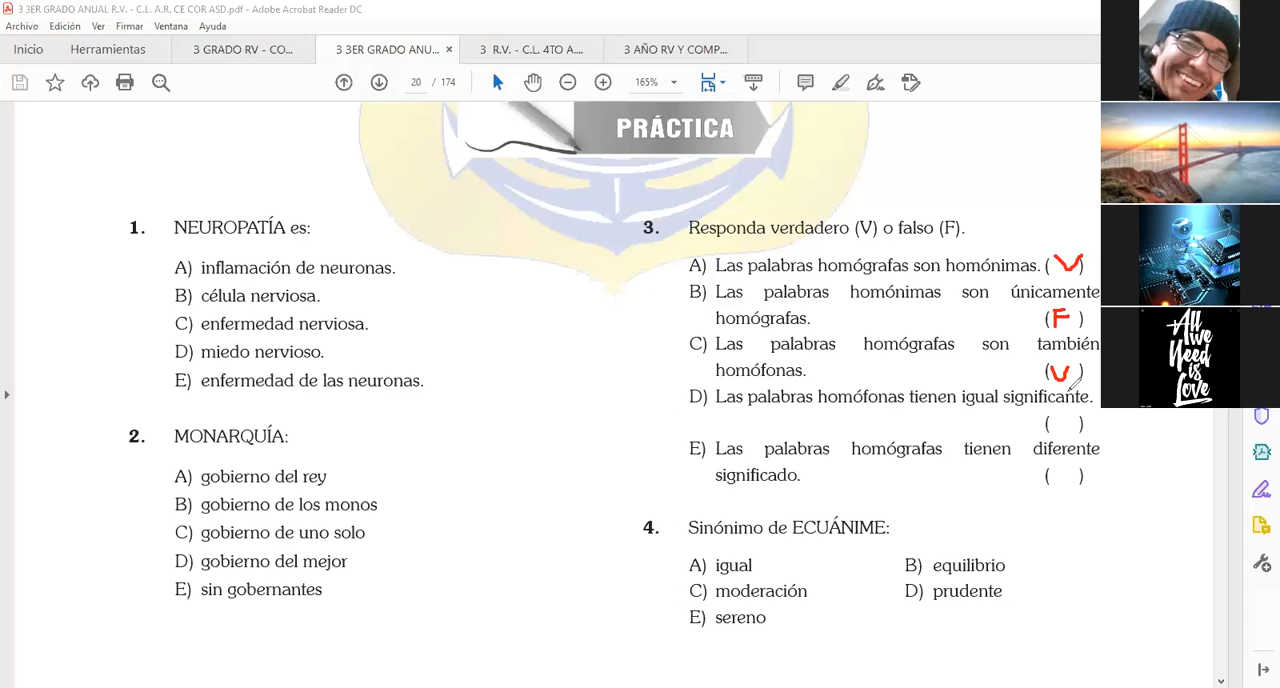 3 3ER GRADO ANUAL R.V. - C.L. A.R. CE COR ASD.pdf - Adobe Acrobat Reader DC
Archivo Edición Ver Firmar Ventana Ayuda
Inicio Herramientas 3 GRADO RV - CO... 3 3ER GRADO ANU... × 3 R.V. - C.L. 4TO A.... 3 AÑO RV Y COMP...
20 / 174 165%
PRÁCTICA
1. NEUROPATÍA es:
A) inflamación de neuronas.
B) célula nerviosa.
C) enfermedad nerviosa.
D) miedo nervioso.
E) enfermedad de las neuronas.
2. MONARQUÍA:
A) gobierno del rey
B) gobierno de los monos
C) gobierno de uno solo
D) gobierno del mejor
E) sin gobernantes
3. Responda verdadero (V) o falso (F).
A) Las palabras homógrafas son homónimas. ( V )
B) Las palabras homónimas son únicamente
homógrafas. ( F )
C) Las palabras homógrafas son también
homófonas. ( V )
D) Las palabras homófonas tienen igual significante.
( )
E) Las palabras homógrafas tienen diferente
significado. ( )
4. Sinónimo de ECUÁNIME:
A) igual B) equilibrio
C) moderación D) prudente
E) sereno
All
we
Need
is
Love